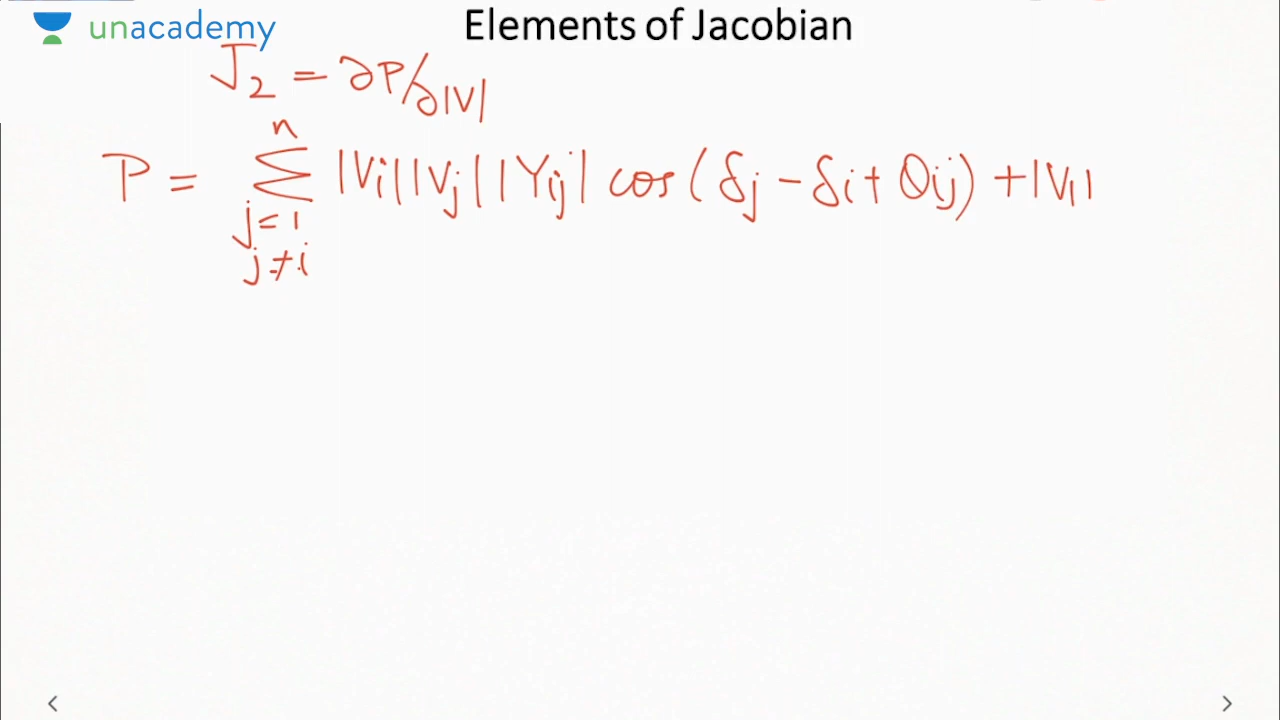 unacademy
Elements of Jacobian
J₂ = ∂P/∂|V|
P = n∑j=1 j≠i |Vi||Vj||Yij| cos(δj - δi + θij) + |Vi|